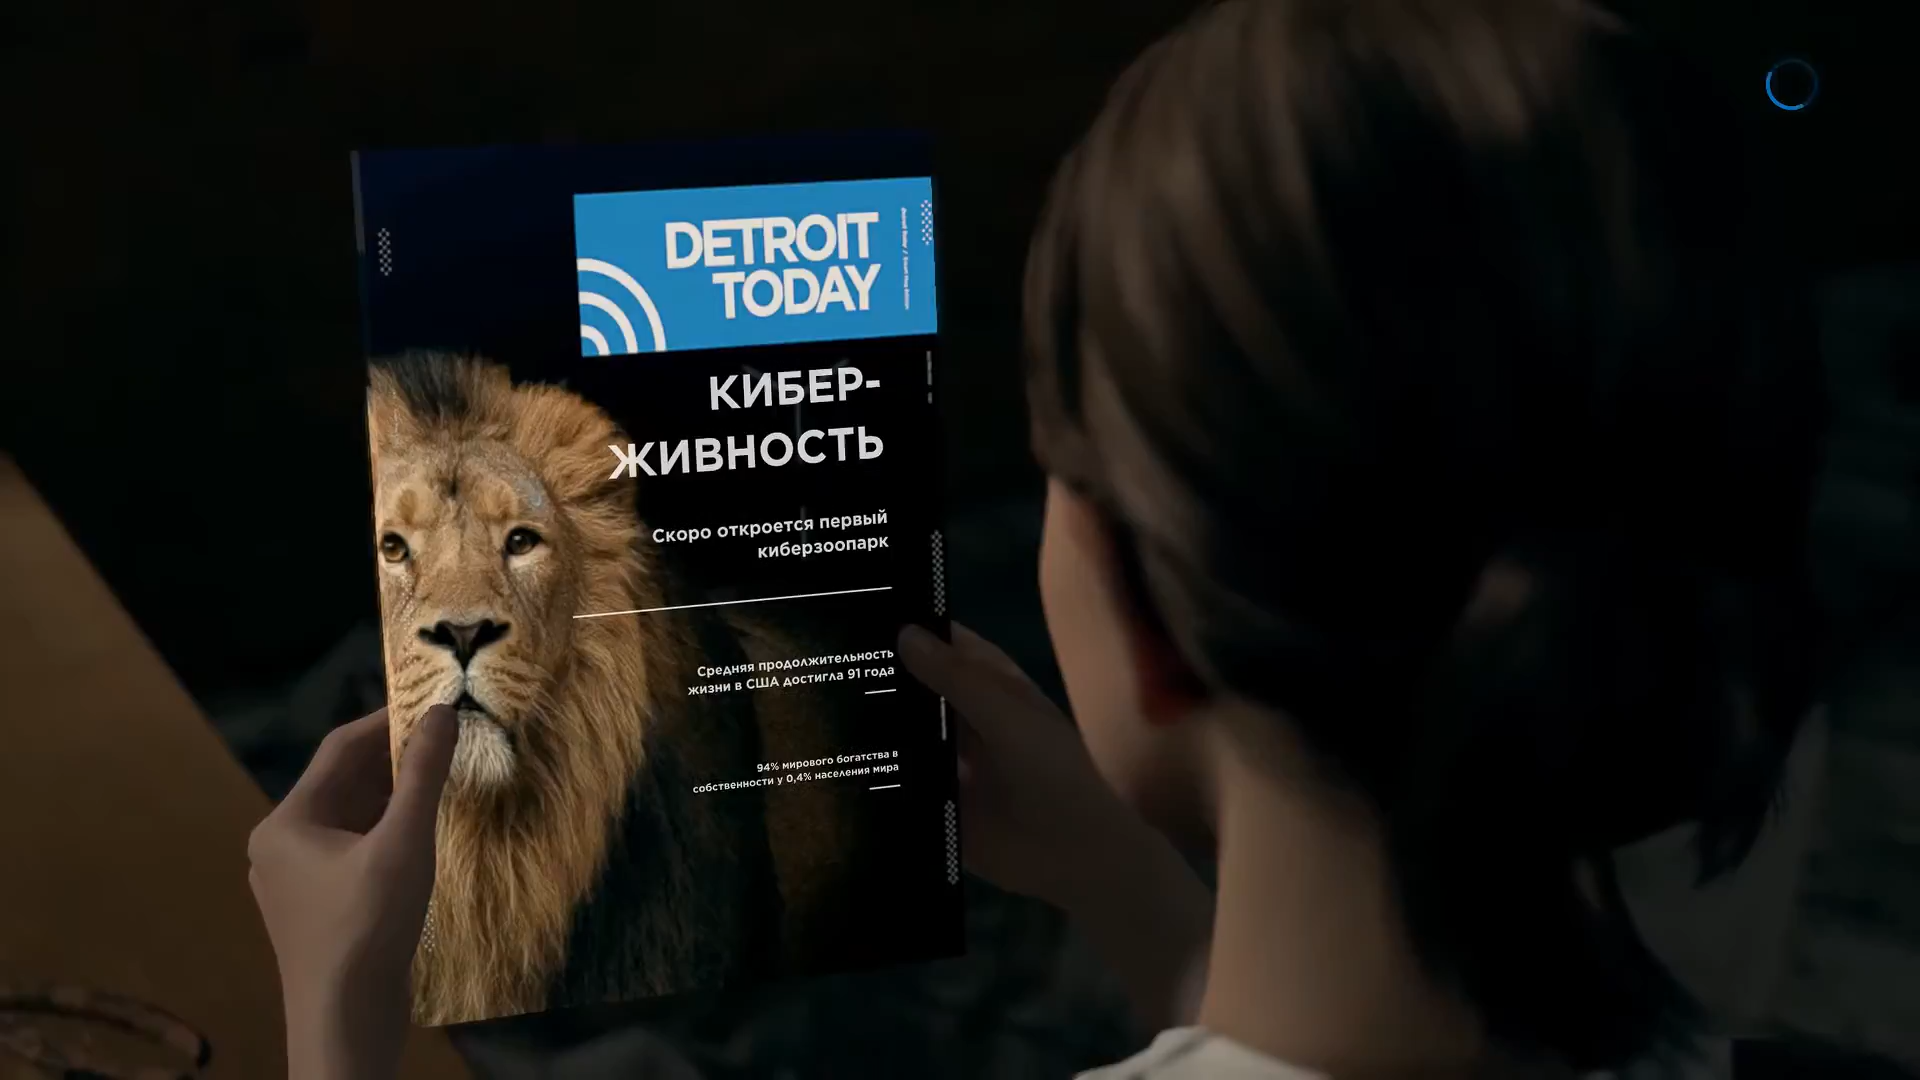 DETROIT
TODAY
КИБЕР-
ЖИВНОСТЬ
Скоро откроется первый
киберзоопарк
Средняя продолжительность
жизни в США достигла 91 года
94% мирового богатства в
собственности у 0,4% населения мира